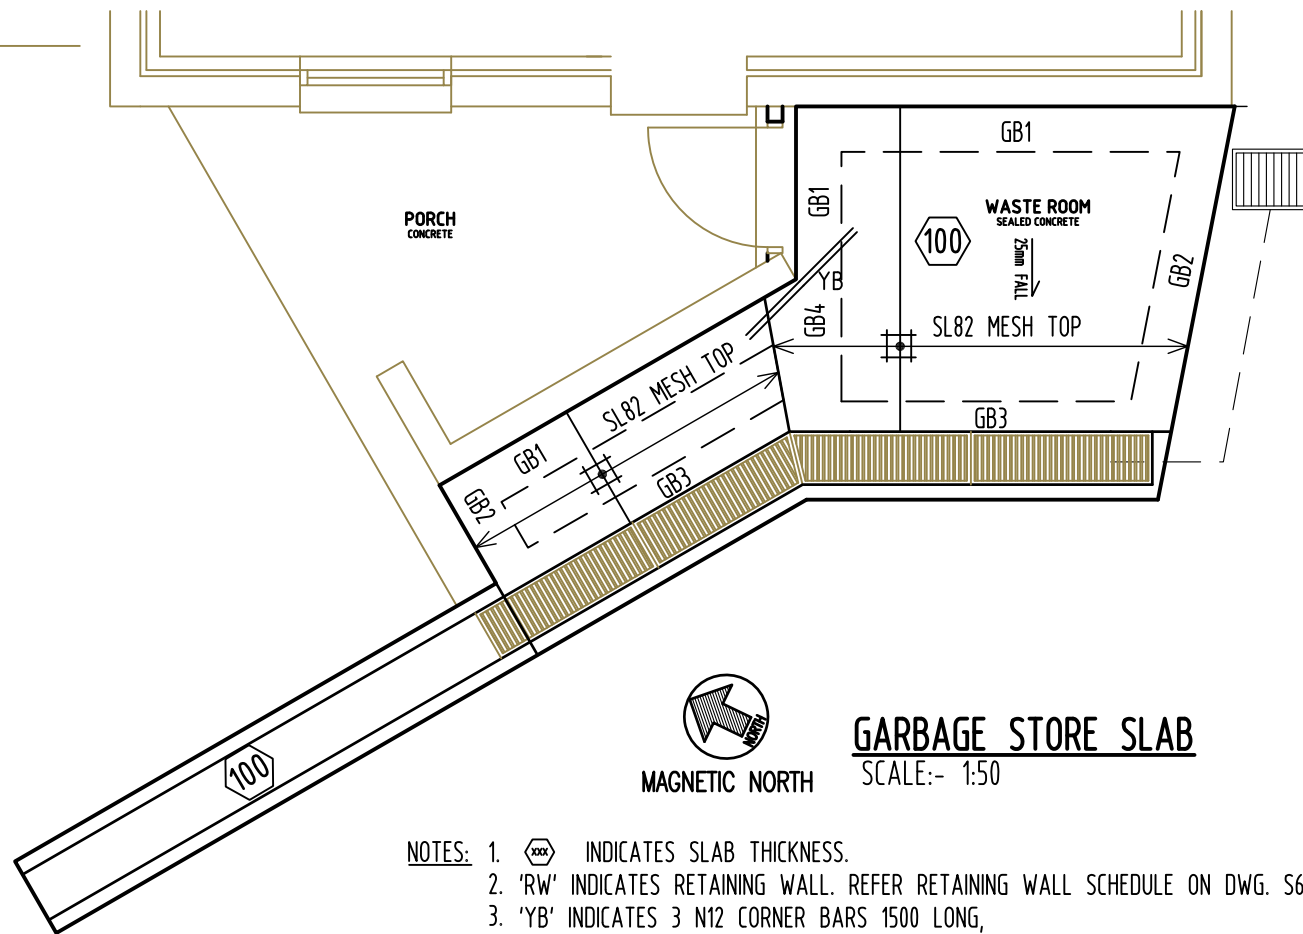 GB1
GB1
PORCH
CONCRETE
WASTE ROOM
SEALED CONCRETE
100
25mm FALL
GB2
YB
GB4
SL82 MESH TOP
SL82 MESH TOP
GB3
GB1
GB3
GB2
NORTH
MAGNETIC NORTH
GARBAGE STORE SLAB
SCALE:- 1:50
100
NOTES: 1. xxx INDICATES SLAB THICKNESS.
2. 'RW' INDICATES RETAINING WALL. REFER RETAINING WALL SCHEDULE ON DWG. S6
3. 'YB' INDICATES 3 N12 CORNER BARS 1500 LONG,